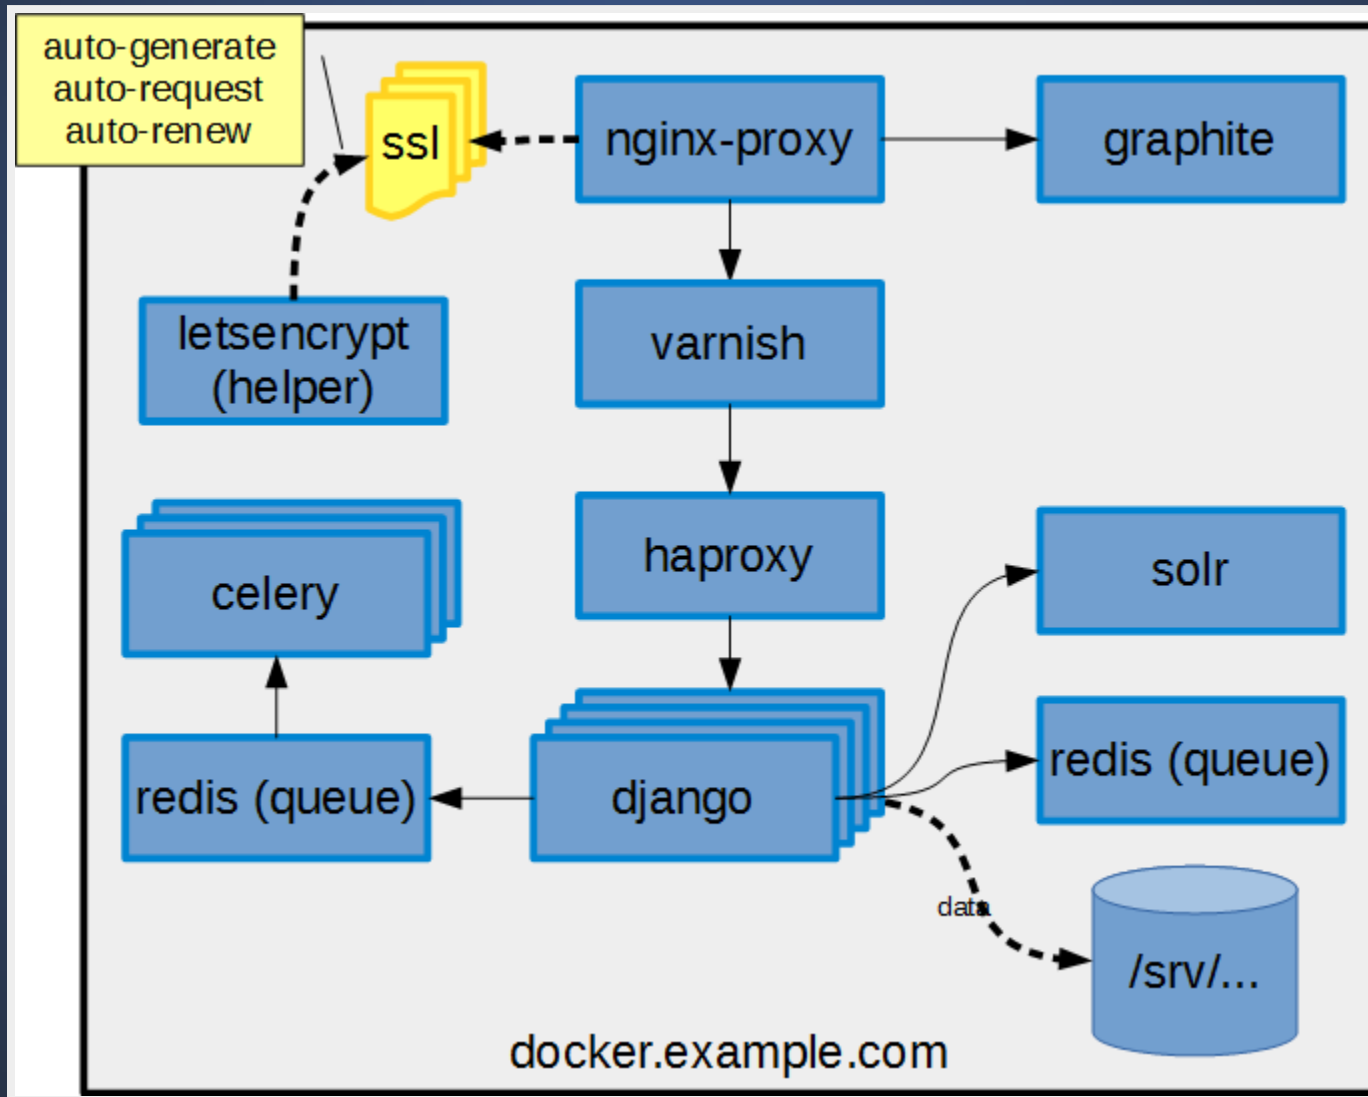 auto-generate
auto-request
auto-renew
ssl
nginx-proxy
graphite
letsencrypt
(helper)
varnish
celery
haproxy
solr
redis (queue)
django
redis (queue)
data
/srv/...
docker.example.com